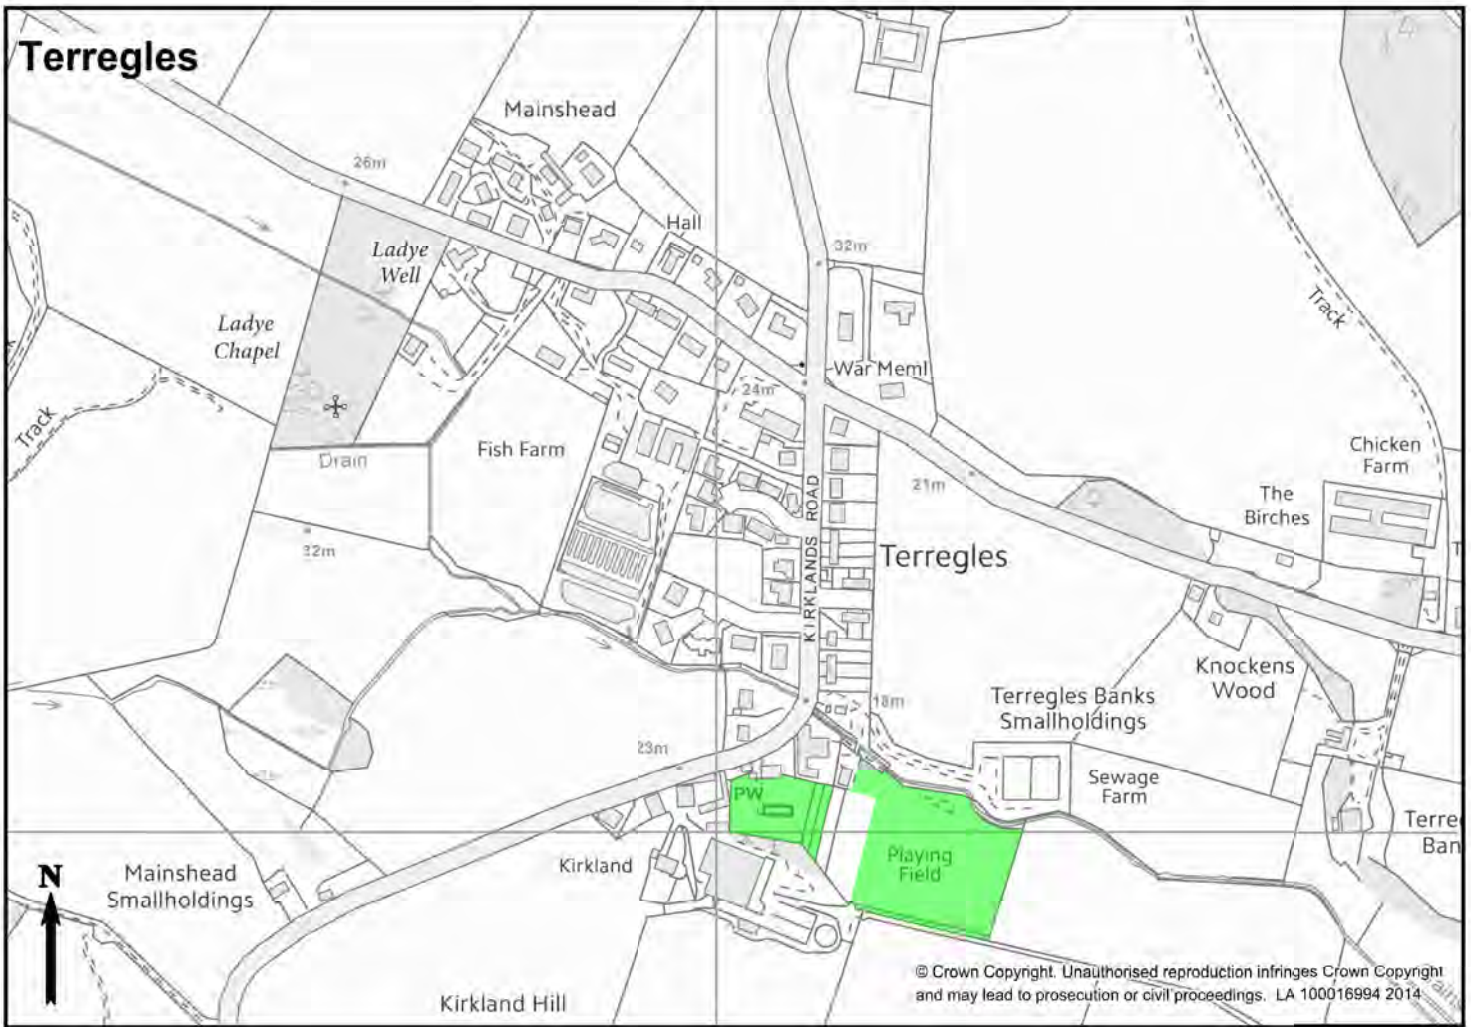 Terregles
Mainshead
26m
Hall
Ladye
Well
32m
Ladye
Chapel
Track
War Meml
24m
Track
Drain
Fish Farm
Chicken
Farm
21m
The
Birches
KIRKLANDS ROAD
32m
Terregles
Knockens
Wood
Terregles Banks
Smallholdings
18m
23m
Sewage
Farm
PW
Terre
Ban
Kirkland
Playing
Field
N
Mainshead
Smallholdings
Kirkland Hill
© Crown Copyright. Unauthorised reproduction infringes Crown Copyright
and may lead to prosecution or civil proceedings. LA 100016994 2014